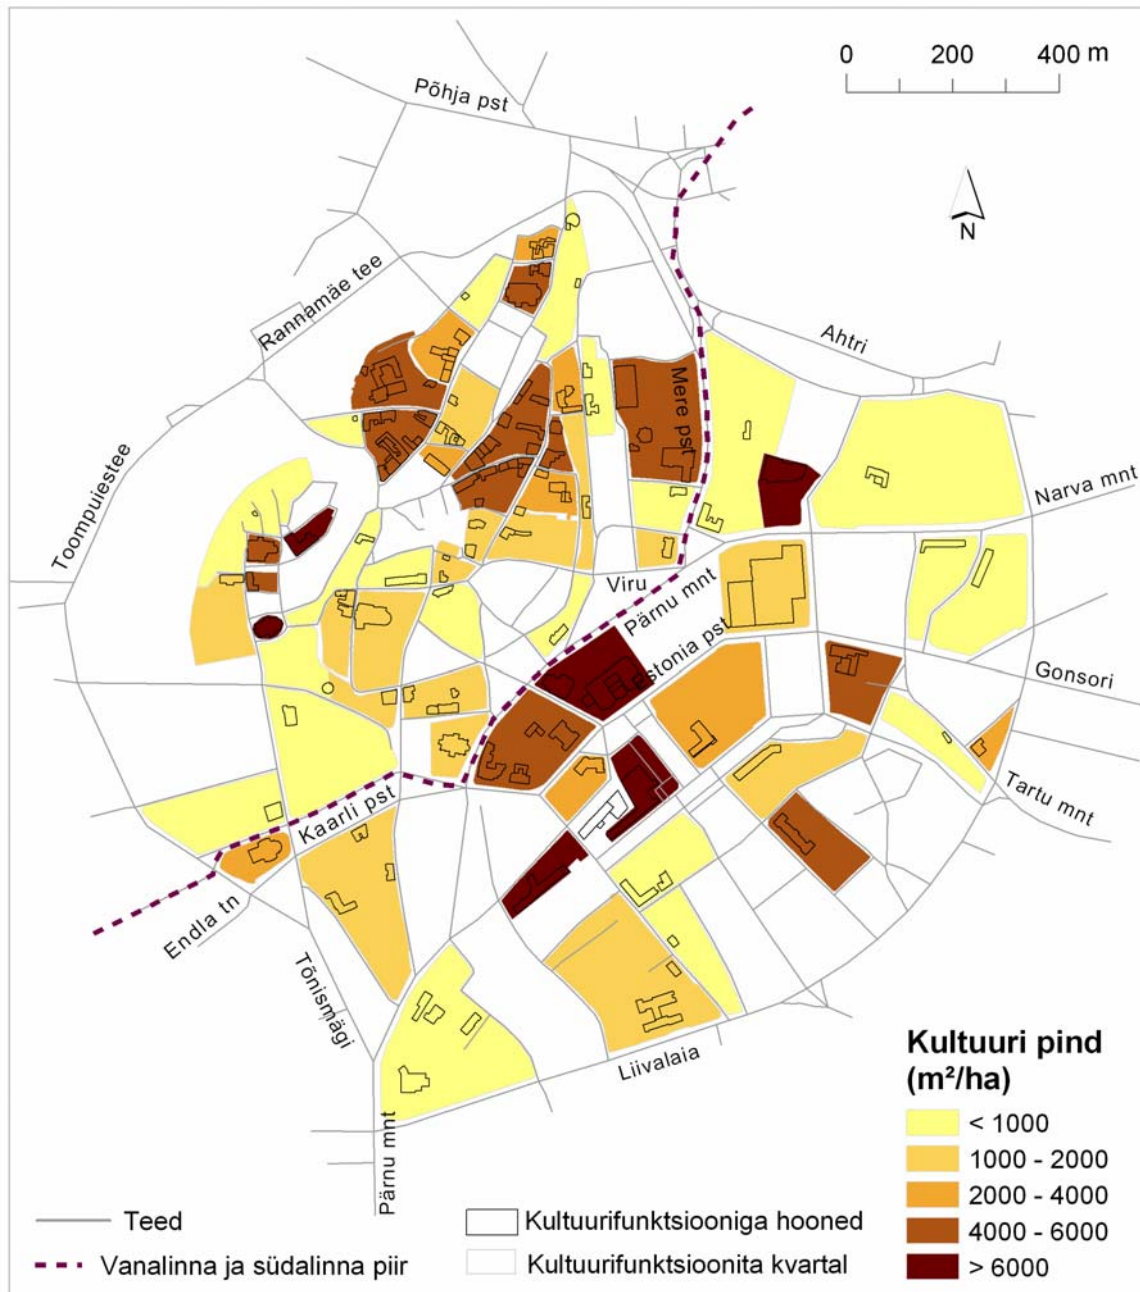 0 200 400 m
Põhja pst
N
Rannamäe tee
Ahtri
Mere pst
Toompuiestee
Narva mnt
Viru
Pärnu mnt
Estonia pst
Gonsori
Tartu mnt
Kaarli pst
Endla tn
Tõnismägi
Liivalaia
Pärnu mnt
Kultuuri pind
(m²/ha)
< 1000
1000 - 2000
2000 - 4000
4000 - 6000
> 6000
Teed
Kultuurifunktsiooniga hooned
Vanalinna ja südalinna piir
Kultuurifunktsioonita kvartal